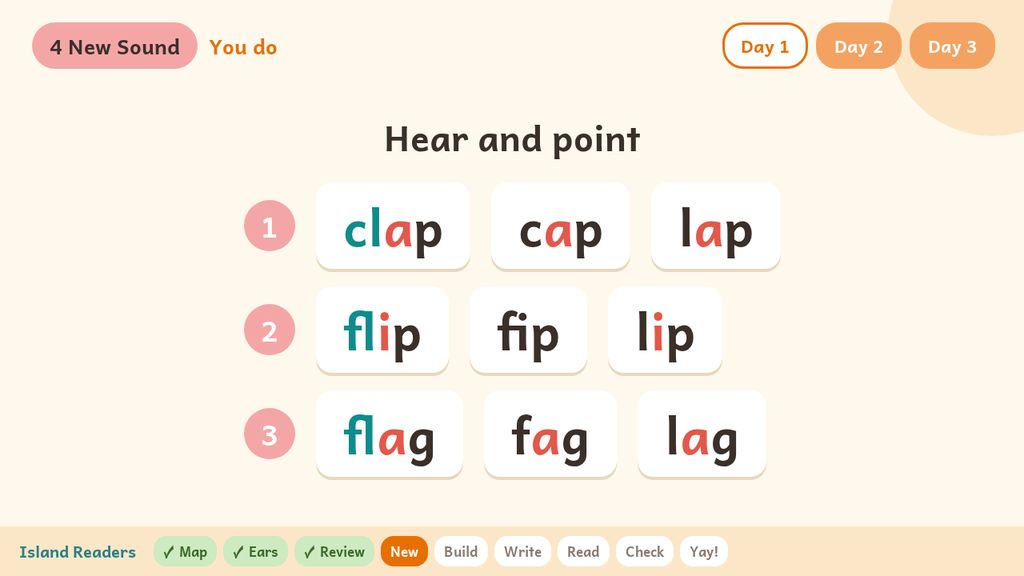 4 New Sound You do Day 1 Day 2 Day 3
Hear and point
1 clap cap lap
2 flip fip lip
3 flag fag lag
Island Readers ✓ Map ✓ Ears ✓ Review New Build Write Read Check Yay!